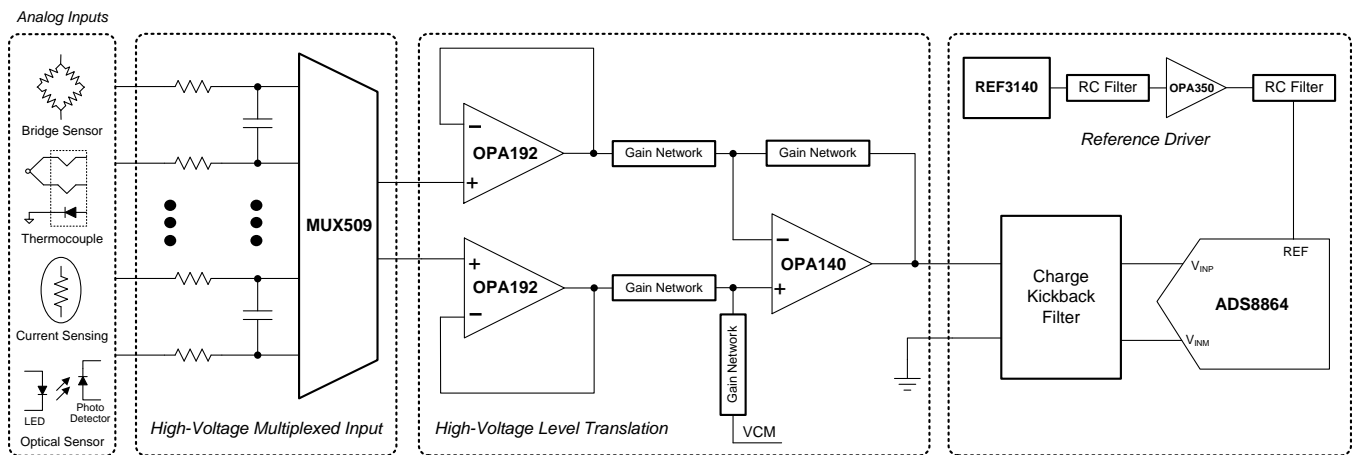 Analog Inputs
Bridge Sensor
Thermocouple
Current Sensing
LED
Photo
Detector
Optical Sensor
MUX509
High-Voltage Multiplexed Input
OPA192
OPA192
Gain Network
Gain Network
Gain Network
Gain Network
OPA140
VCM
High-Voltage Level Translation
REF3140
RC Filter
OPA350
RC Filter
Reference Driver
Charge
Kickback
Filter
REF
VINP
ADS8864
VINM